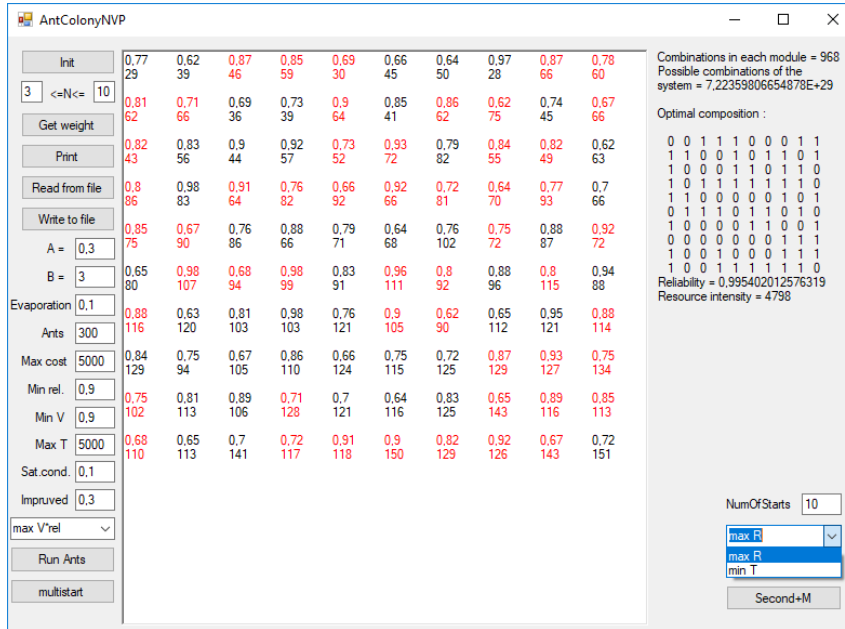 AntColonyNVP
Init
3 <=N<= 10
Get weight
Print
Read from file
Write to file
A = 0,3
B = 3
Evaporation 0,1
Ants 300
Max cost 5000
Min rel. 0,9
Min V 0,9
Max T 5000
Sat.cond. 0,1
Impruved 0,3
max V*rel
Run Ants
multistart
0,77 0,62 0,87 0,85 0,69 0,66 0,64 0,97 0,87 0,78
29 39 46 59 30 45 50 28 66 60
0,81 0,71 0,69 0,73 0,9 0,85 0,86 0,62 0,74 0,67
62 66 36 39 64 41 62 75 45 66
0,82 0,83 0,9 0,92 0,73 0,93 0,79 0,84 0,82 0,62
43 56 44 57 52 72 82 55 49 63
0,8 0,98 0,91 0,76 0,66 0,92 0,72 0,64 0,77 0,7
86 83 64 82 92 66 81 70 93 66
0,85 0,67 0,76 0,88 0,79 0,64 0,76 0,75 0,88 0,92
75 90 86 66 71 68 102 72 87 72
0,65 0,98 0,68 0,98 0,83 0,96 0,8 0,88 0,8 0,94
80 107 94 99 91 111 92 96 115 88
0,88 0,63 0,81 0,98 0,76 0,9 0,62 0,65 0,95 0,88
116 120 103 103 121 105 90 112 121 114
0,84 0,75 0,67 0,86 0,66 0,75 0,72 0,87 0,93 0,75
129 94 105 110 124 115 125 129 127 134
0,75 0,81 0,89 0,71 0,7 0,64 0,83 0,65 0,89 0,85
102 113 106 128 121 116 125 143 116 113
0,68 0,65 0,7 0,72 0,91 0,9 0,82 0,92 0,67 0,72
110 113 141 117 118 150 129 126 143 151
Combinations in each module = 968
Possible combinations of the
system = 7,22359806654878E+29
Optimal composition :
0 0 1 1 1 0 0 0 1 1
1 1 0 0 1 0 1 1 0 1
1 0 0 0 1 1 0 1 1 0
1 0 1 1 1 1 1 1 1 0
1 1 0 0 0 0 0 1 0 1
0 1 1 1 0 1 1 0 1 0
1 0 0 0 0 1 1 0 0 1
0 0 0 0 0 0 0 1 1 1
1 0 0 1 0 0 0 1 1 1
1 0 0 1 1 1 1 1 1 0
Reliability = 0,995402012576319
Resource intensity = 4798
NumOfStarts 10
max R
max R
min T
Second+M